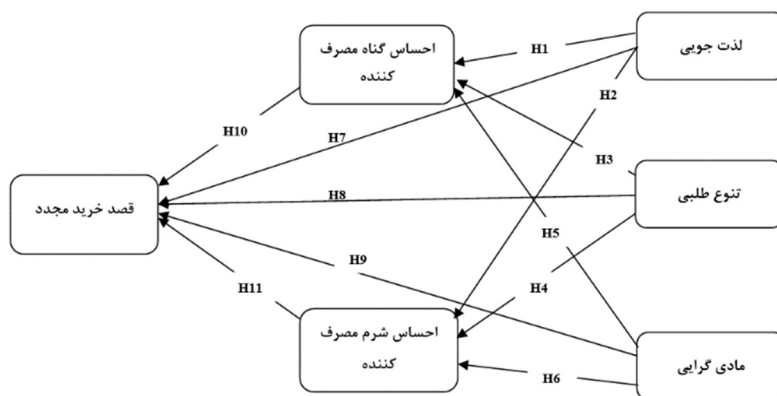 لذت جویی
H1
احساس گناه مصرف
کننده
H2
H10
H7
H3
تنوع طلبی
H8
قصد خرید مجدد
H5
H9
H4
H11
احساس شرم مصرف
کننده
مادی گرایی
H6